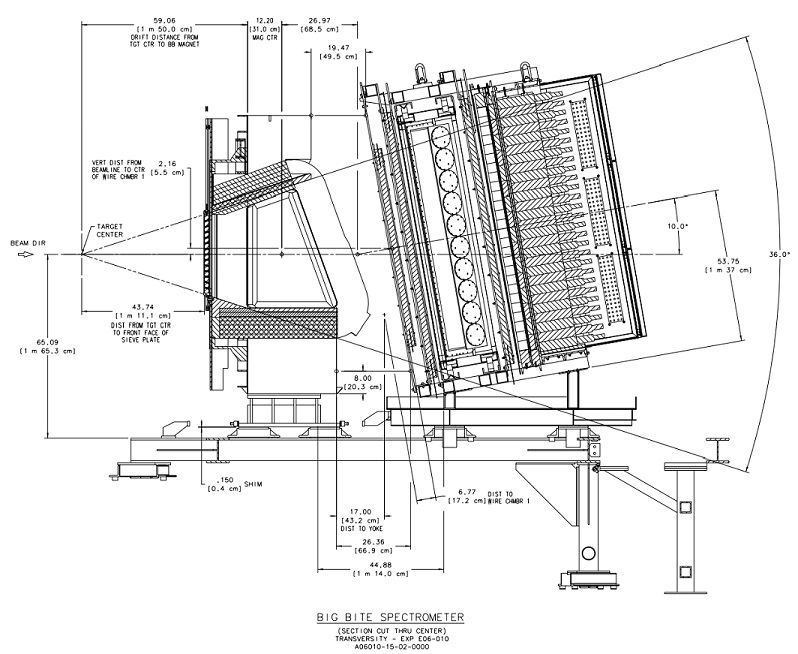 59.06
[1 m 50.0 cm]
DRIFT DISTANCE FROM
TGT CTR TO BB MAGNET
12.20
[31.0 cm]
MAG CTR
26.97
[68.5 cm]
19.47
[49.5 cm]
VERT DIST FROM
BEAMLINE TO CTR
OF WIRE CHMBR 1
2.16
[5.5 cm]
TARGET
CENTER
BEAM DIR
10.0°
36.0°
53.75
[1 m 37 cm]
43.74
[1 m 11.1 cm]
DIST FROM TGT CTR
TO FRONT FACE OF
SIEVE PLATE
65.09
[1 m 65.3 cm]
8.00
[20.3 cm]
.150
[0.4 cm] SHIM
6.77
[17.2 cm]
DIST TO
WIRE CHMBR 1
17.00
[43.2 cm]
DIST TO YOKE
26.36
[66.9 cm]
44.88
[1 m 14.0 cm]
BIG BITE SPECTROMETER
(SECTION CUT THRU CENTER)
TRANSVERSITY - EXP E06-010
A06010-15-02-0000